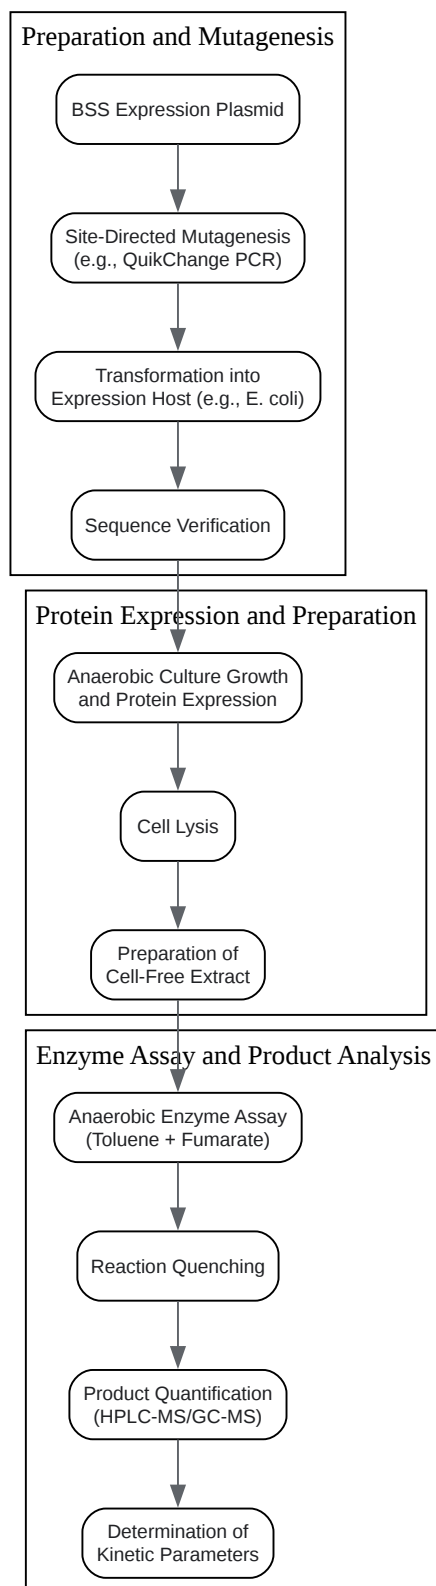 Preparation and Mutagenesis
BSS Expression Plasmid
Site-Directed Mutagenesis
(e.g., QuikChange PCR)
Transformation into
Expression Host (e.g., E. coli)
Sequence Verification
Protein Expression and Preparation
Anaerobic Culture Growth
and Protein Expression
Cell Lysis
Preparation of
Cell-Free Extract
Enzyme Assay and Product Analysis
Anaerobic Enzyme Assay
(Toluene + Fumarate)
Reaction Quenching
Product Quantification
(HPLC-MS/GC-MS)
Determination of
Kinetic Parameters